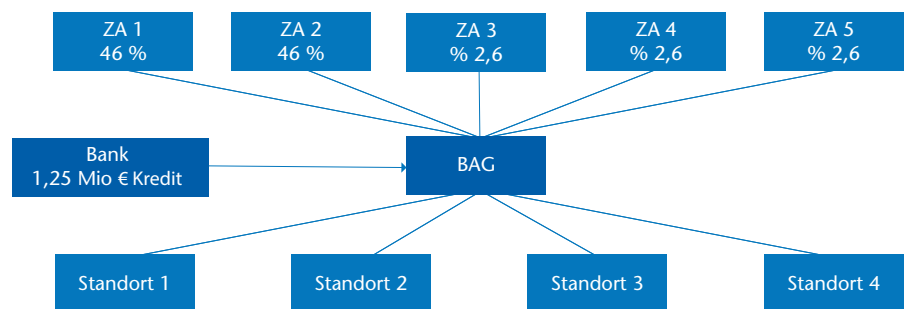 ZA 1
46 %
ZA 2
46 %
ZA 3
% 2,6
ZA 4
% 2,6
ZA 5
% 2,6
Bank
1,25 Mio € Kredit
BAG
Standort 1
Standort 2
Standort 3
Standort 4